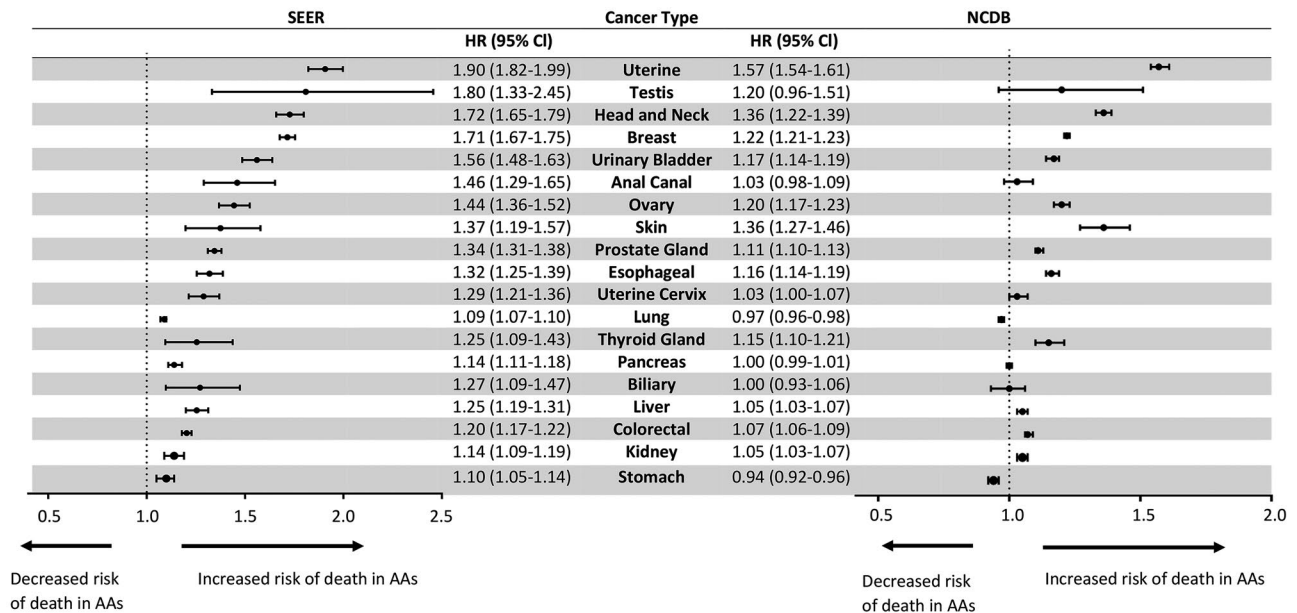 SEER Cancer Type NCDB
HR (95% Cl) HR (95% Cl)
1.90 (1.82-1.99) Uterine 1.57 (1.54-1.61)
1.80 (1.33-2.45) Testis 1.20 (0.96-1.51)
1.72 (1.65-1.79) Head and Neck 1.36 (1.22-1.39)
1.71 (1.67-1.75) Breast 1.22 (1.21-1.23)
1.56 (1.48-1.63) Urinary Bladder 1.17 (1.14-1.19)
1.46 (1.29-1.65) Anal Canal 1.03 (0.98-1.09)
1.44 (1.36-1.52) Ovary 1.20 (1.17-1.23)
1.37 (1.19-1.57) Skin 1.36 (1.27-1.46)
1.34 (1.31-1.38) Prostate Gland 1.11 (1.10-1.13)
1.32 (1.25-1.39) Esophageal 1.16 (1.14-1.19)
1.29 (1.21-1.36) Uterine Cervix 1.03 (1.00-1.07)
1.09 (1.07-1.10) Lung 0.97 (0.96-0.98)
1.25 (1.09-1.43) Thyroid Gland 1.15 (1.10-1.21)
1.14 (1.11-1.18) Pancreas 1.00 (0.99-1.01)
1.27 (1.09-1.47) Biliary 1.00 (0.93-1.06)
1.25 (1.19-1.31) Liver 1.05 (1.03-1.07)
1.20 (1.17-1.22) Colorectal 1.07 (1.06-1.09)
1.14 (1.09-1.19) Kidney 1.05 (1.03-1.07)
1.10 (1.05-1.14) Stomach 0.94 (0.92-0.96)
0.5 1.0 1.5 2.0 2.5 0.5 1.0 1.5 2.0
Decreased risk Increased risk of death in AAs Decreased risk Increased risk of death in AAs
of death in AAs of death in AAs